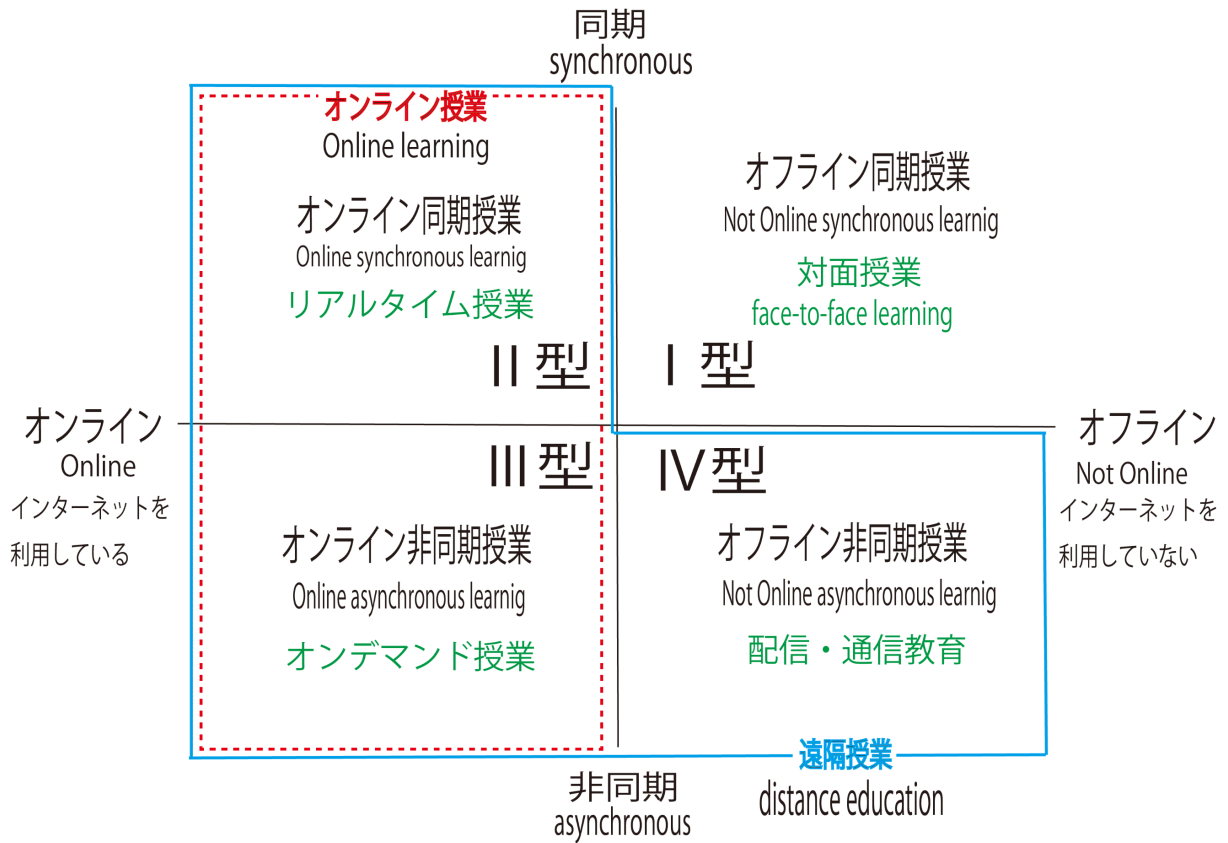 同期
synchronous
オンライン授業
Online learning
オンライン同期授業
Online synchronous learnig
リアルタイム授業
II型
オフライン同期授業
Not Online synchronous learnig
対面授業
face-to-face learning
I 型
オンライン
Online
インターネットを
利用している
オフライン
Not Online
インターネットを
利用していない
III型
オンライン非同期授業
Online asynchronous learnig
オンデマンド授業
IV型
オフライン非同期授業
Not Online asynchronous learnig
配信・通信教育
遠隔授業
distance education
非同期
asynchronous